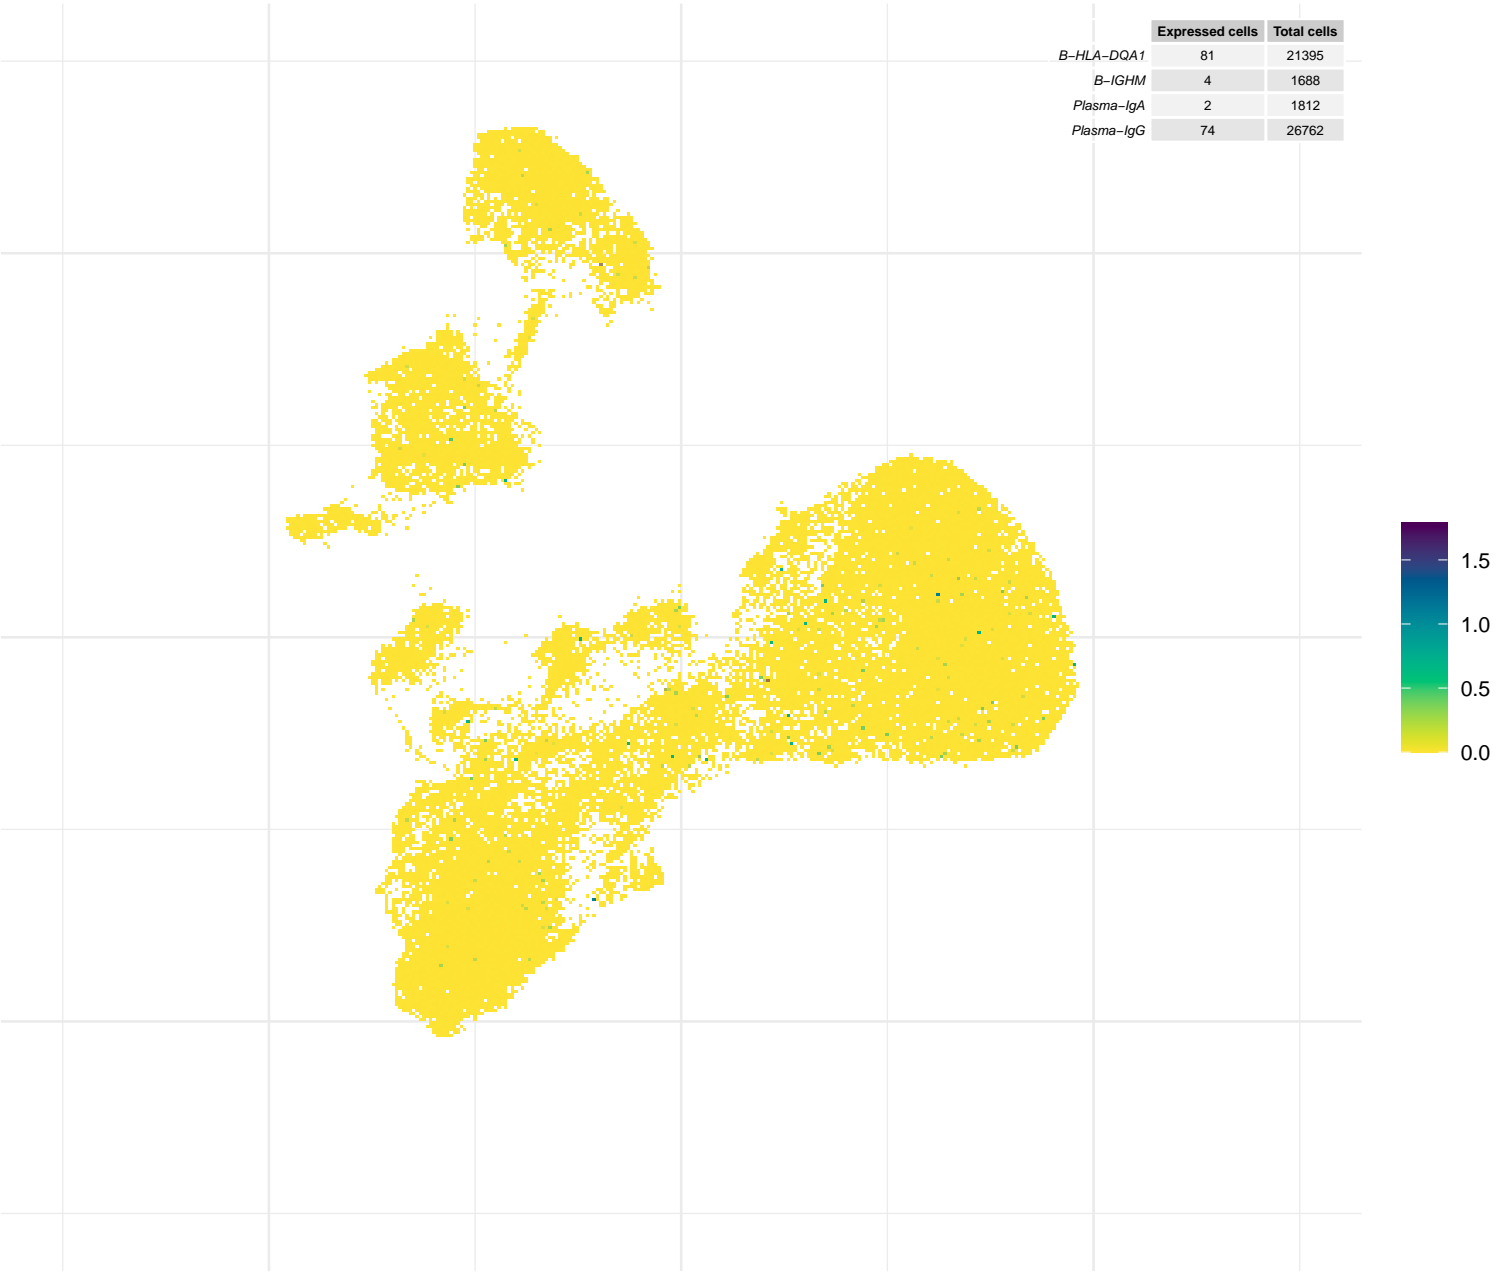 Expressed cells Total cells
B−HLA−DQA1 81 21395
B−IGHM 4 1688
Plasma−IgA 2 1812
Plasma−IgG 74 26762
1.5
1.0
0.5
0.0